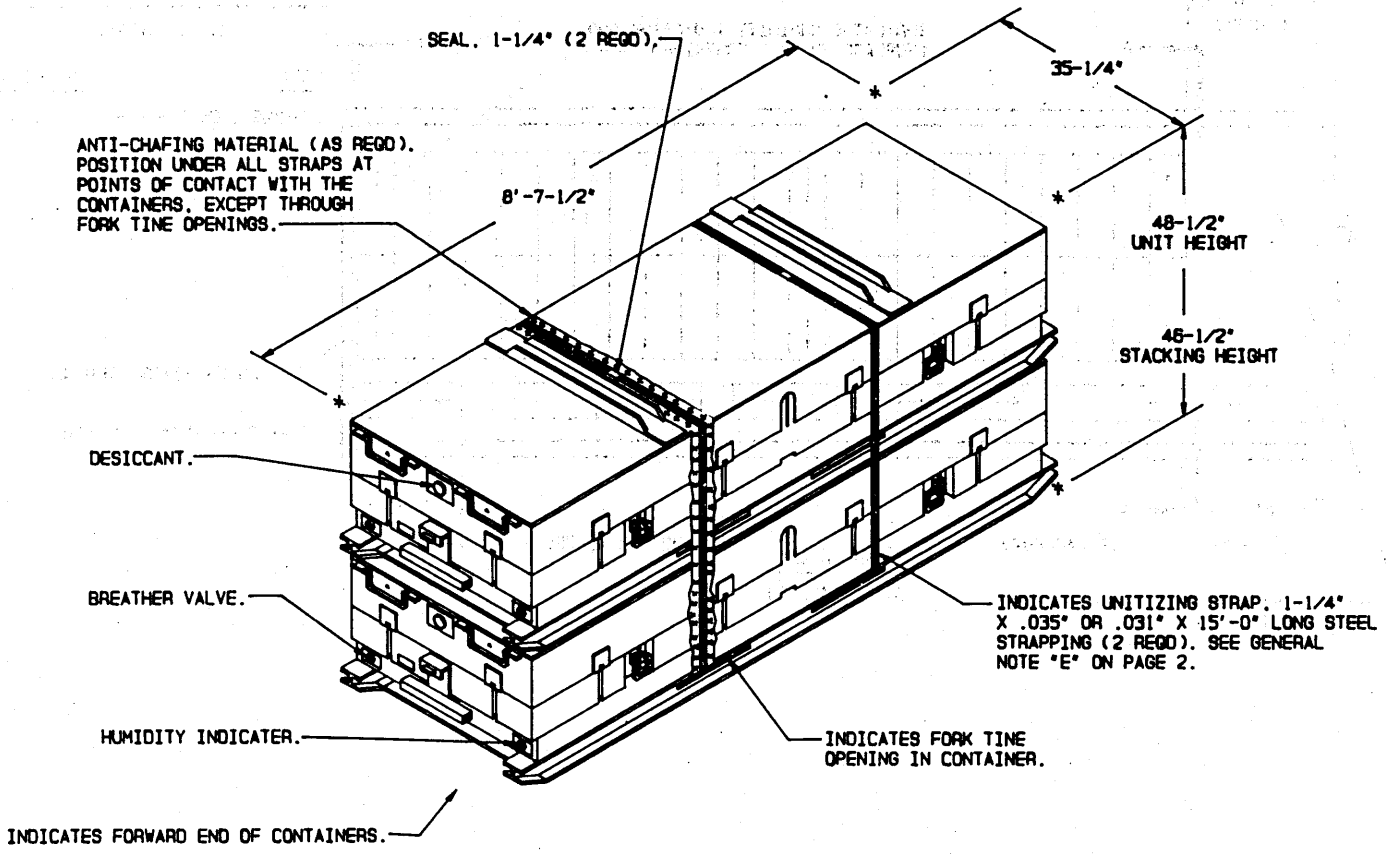 SEAL, 1-1/4" (2 REQD).
35-1/4"
ANTI-CHAFING MATERIAL (AS REQD).
POSITION UNDER ALL STRAPS AT
POINTS OF CONTACT WITH THE
CONTAINERS, EXCEPT THROUGH
FORK TINE OPENINGS.
8'-7-1/2"
48-1/2"
UNIT HEIGHT
46-1/2"
STACKING HEIGHT
DESICCANT.
BREATHER VALVE.
INDICATES UNITIZING STRAP, 1-1/4"
X .035" OR .031" X 15'-0" LONG STEEL
STRAPPING (2 REQD). SEE GENERAL
NOTE "E" ON PAGE 2.
HUMIDITY INDICATER.
INDICATES FORK TINE
OPENING IN CONTAINER.
INDICATES FORWARD END OF CONTAINERS.